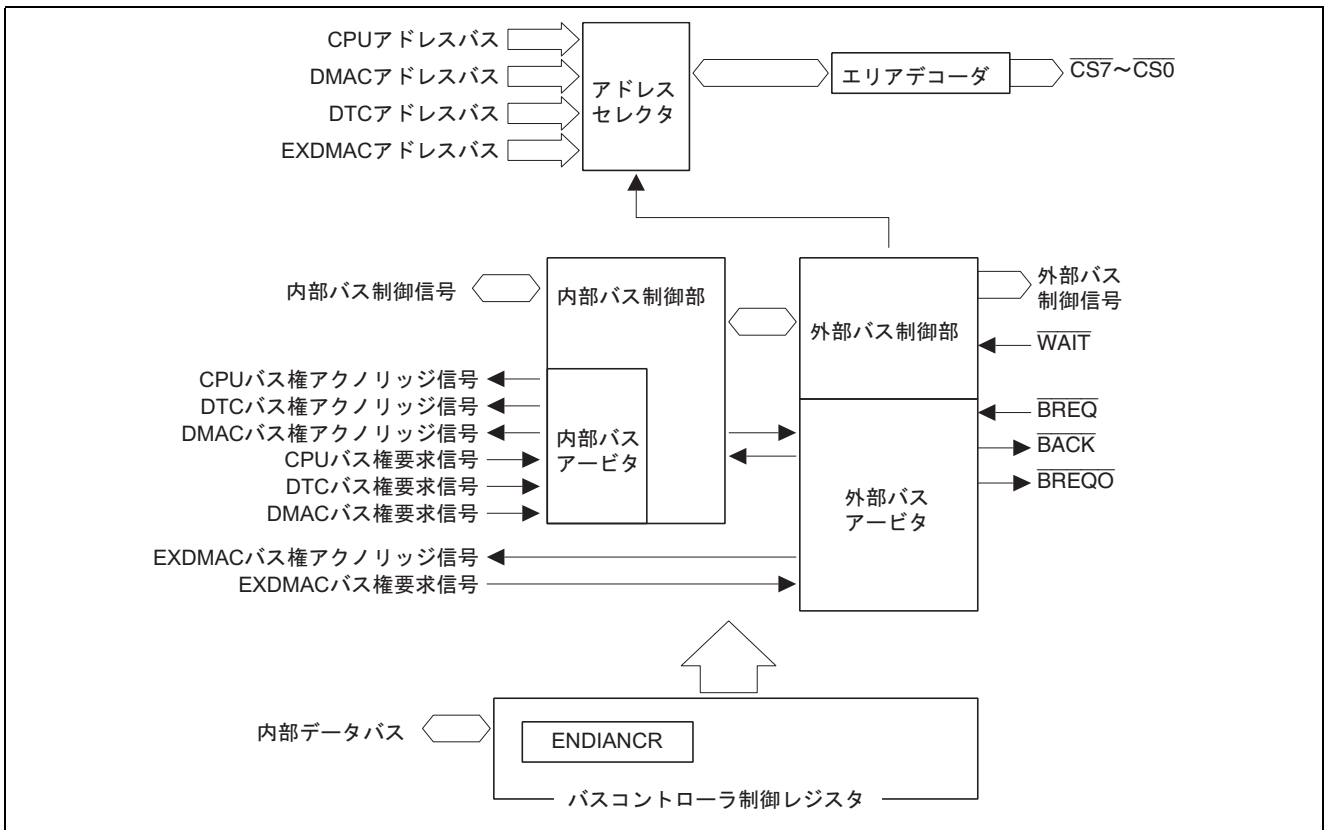 CPUアドレスバス
DMACアドレスバス
DTCアドレスバス
EXDMACアドレスバス
アドレス
セレクタ
エリアデコーダ
CS7～CS0
内部バス制御信号
内部バス制御部
外部バス制御部
外部バス
制御信号
WAIT
CPUバス権アクノリッジ信号
DTCバス権アクノリッジ信号
DMACバス権アクノリッジ信号
CPUバス権要求信号
DTCバス権要求信号
DMACバス権要求信号
内部バス
アービタ
BREQ
BACK
BREQO
外部バス
アービタ
EXDMACバス権アクノリッジ信号
EXDMACバス権要求信号
内部データバス
ENDIANCR
バスコントローラ制御レジスタ